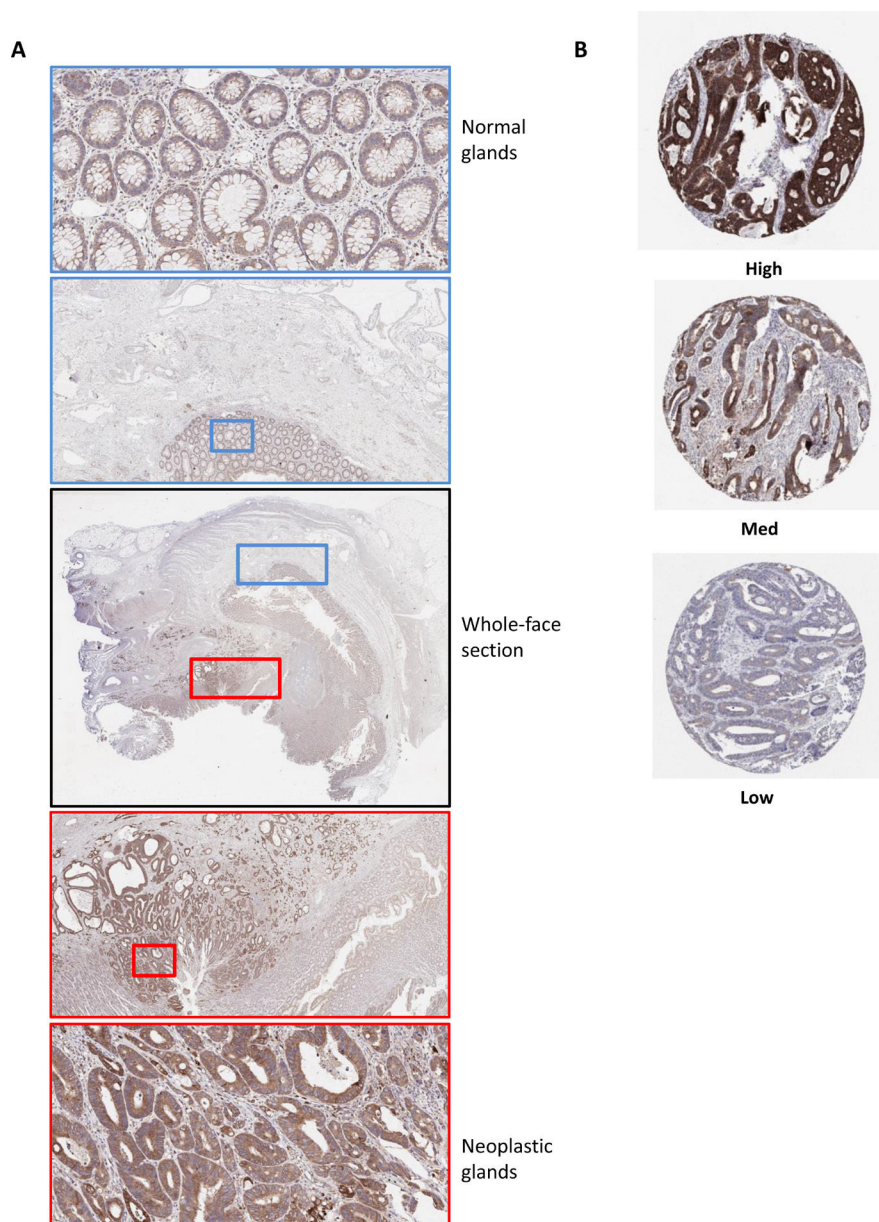 A
B
Normal
glands
High
Med
Whole-face
section
Low
Neoplastic
glands